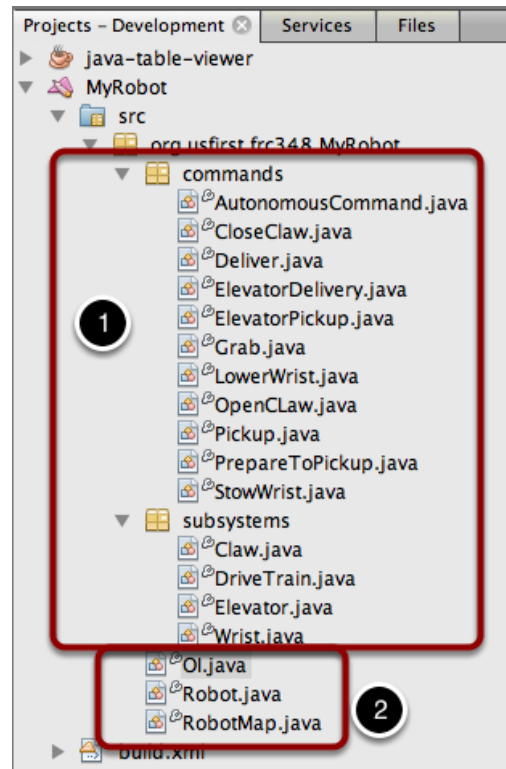 Projects – Development Services Files
java-table-viewer
MyRobot
src
org.usfirst.frc348.MyRobot
commands
AutonomousCommand.java
CloseClaw.java
Deliver.java
ElevatorDelivery.java
ElevatorPickup.java
1
Grab.java
LowerWrist.java
OpenCLaw.java
Pickup.java
PrepareToPickup.java
StowWrist.java
subsystems
Claw.java
DriveTrain.java
Elevator.java
Wrist.java
OI.java
Robot.java
2
RobotMap.java
build.xml